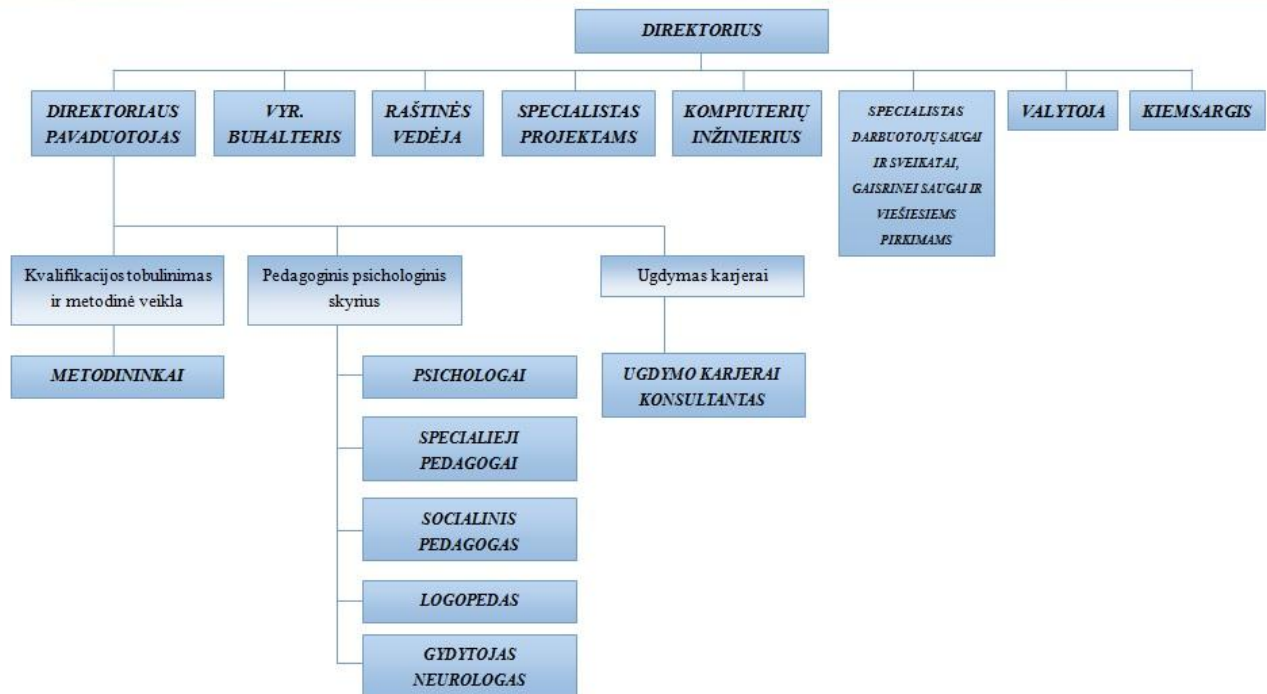 DIREKTORIUS
DIREKTORIAUS
PAVADUOTOJAS
VYR.
BUHALTERIS
RAŠTINĖS
VEDĖJA
SPECIALISTAS
PROJEKTAMS
KOMPIUTERIŲ
INŽINIERIUS
SPECIALISTAS
DARBUOTOJŲ SAUGAI
IR SVEIKATAI,
GAISRINEI SAUGAI IR
VIEŠIESIEMS
PIRKIMAMS
VALYTOJA
KIEMSARGIS
Kvalifikacijos tobulinimas
ir metodinė veikla
Pedagoginis psichologinis
skyrius
Ugdymas karjerai
METODININKAI
PSICHOLOGAI
UGDYMO KARJERAI
KONSULTANTAS
SPECIALIEJI
PEDAGOGAI
SOCIALINIS
PEDAGOGAS
LOGOPEDAS
GYDYTOJAS
NEUROLOGAS